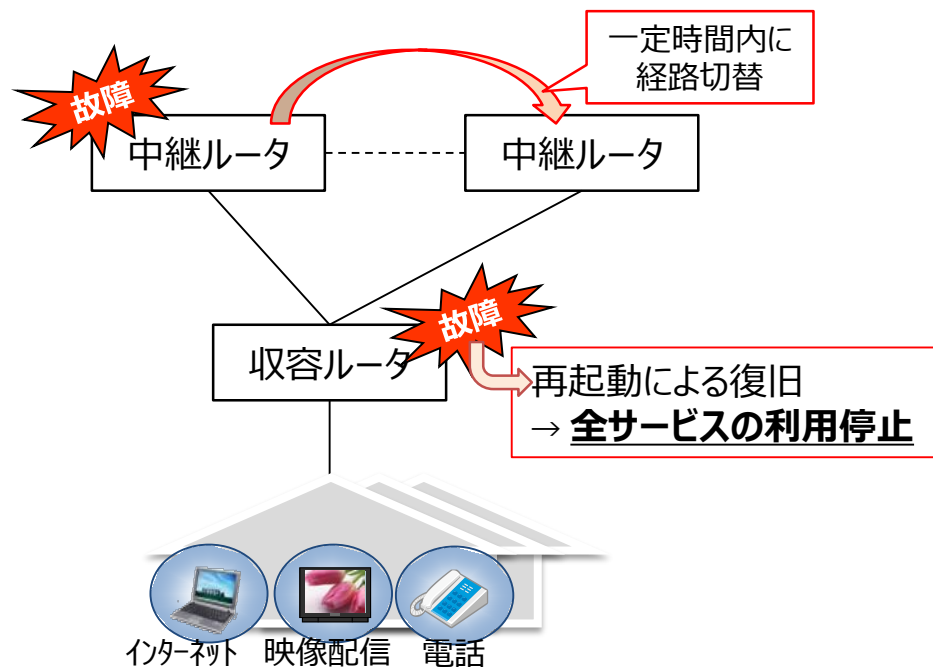 一定時間内に
経路切替
故障
中継ルータ
中継ルータ
故障
収容ルータ
再起動による復旧
→ 全サービスの利用停止
インターネット
映像配信
電話